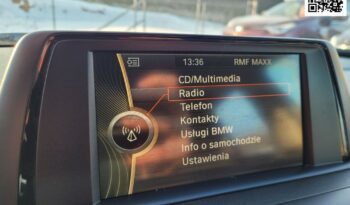 13:36 RMF MAXX
CD/Multimedia
Radio
Telefon
Kontakty
Usługi BMW
Info o samochodzie
Ustawienia